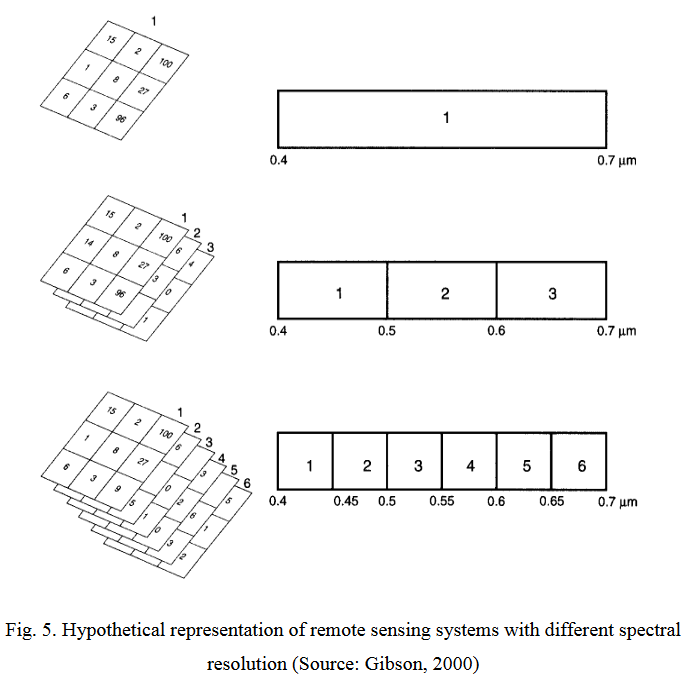 1
15 2 100
1 8 27
6 3 96
1
0.4 0.7 μm
1
2
3
15 2 100 6 4
14 8 27 3 0
6 3 96 1
1 2 3
0.4 0.5 0.6 0.7 μm
1
2
3
4
5
6
15 2 100 6 3 5
1 8 27 0 2 6 1
6 3 9 5 1 0 3 2
1 2 3 4 5 6
0.4 0.45 0.5 0.55 0.6 0.65 0.7 μm
Fig. 5. Hypothetical representation of remote sensing systems with different spectral
resolution (Source: Gibson, 2000)